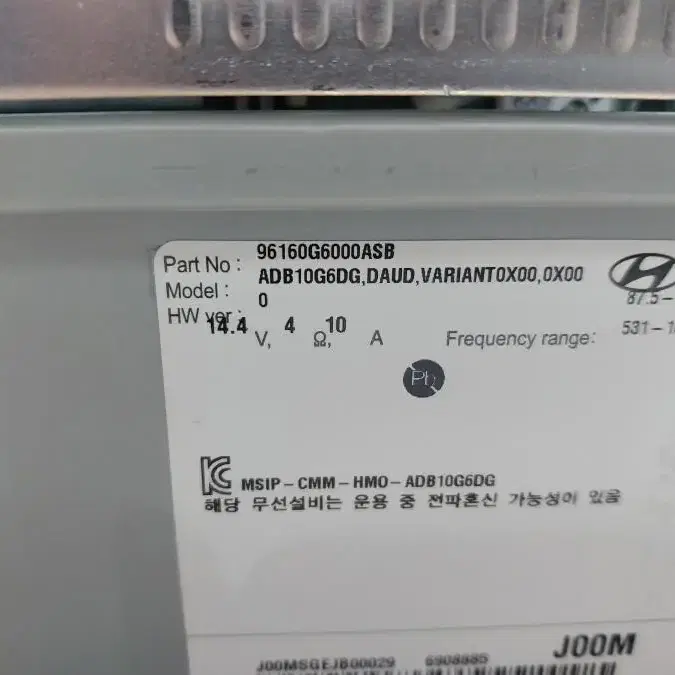 Part No : 96160G6000ASB
Model : ADB10G6DG,DAUD,VARIANT0X00,0X00
HW ver : 0
87.5-
14.4 V, 4 Ω, 10 A Frequency range: 531-1
Pb
MSIP-CMM-HMO-ADB10G6DG
해당 무선설비는 운용 중 전파혼신 가능성이 있음
J00M
J00MSGEJB00029 6908885